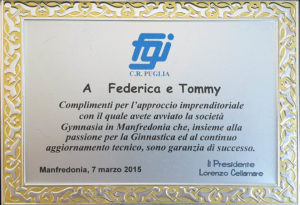 fgi
C.R. PUGLIA
A Federica e Tommy
Complimenti per l'approccio imprenditoriale
con il quale avete avviato la società
Gymnasia in Manfredonia che, insieme alla
passione per la Ginnastica ed al continuo
aggiornamento tecnico, sono garanzia di successo.
Il Presidente
Lorenzo Cellamare
Manfredonia, 7 marzo 2015